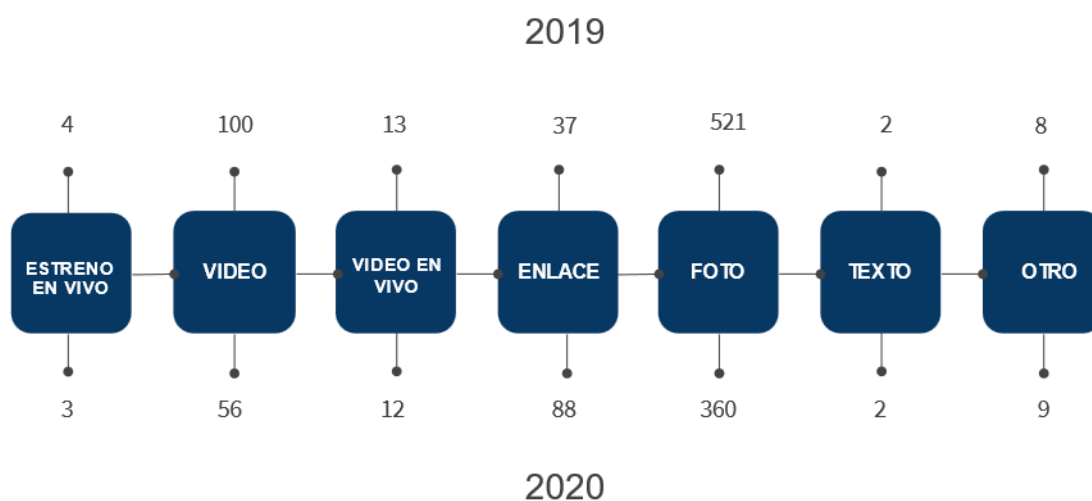 2019
4 100 13 37 521 2 8
ESTRENO
EN VIVO
VIDEO
VIDEO EN
VIVO
ENLACE
FOTO
TEXTO
OTRO
3 56 12 88 360 2 9
2020